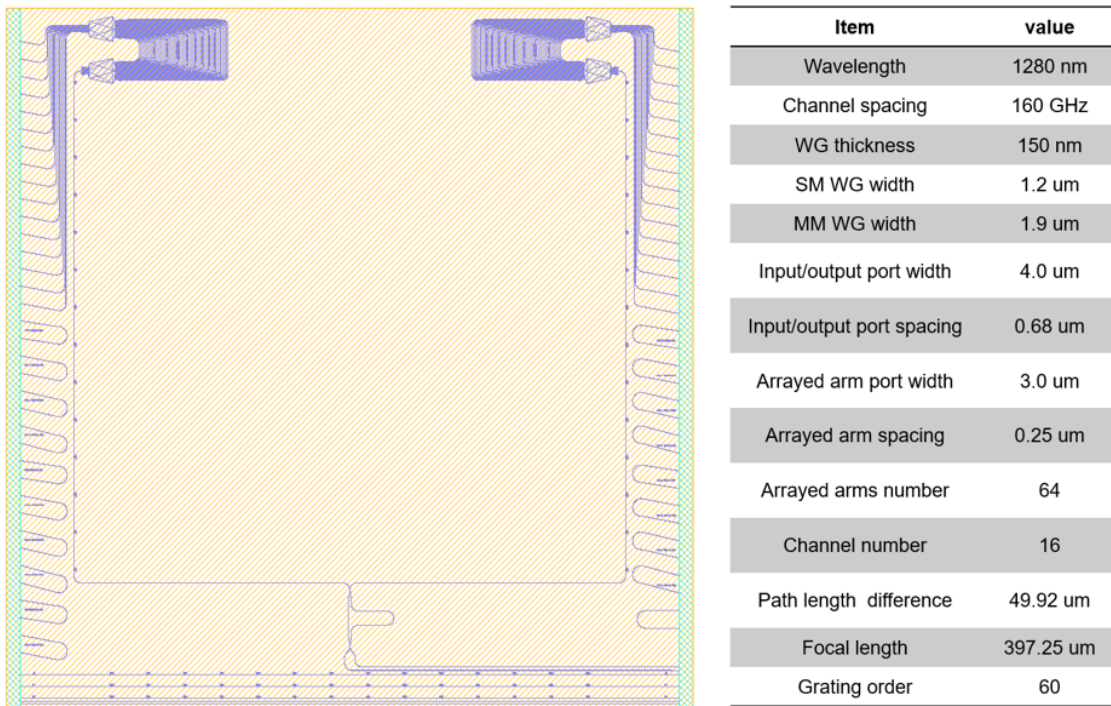 Item value
Wavelength 1280 nm
Channel spacing 160 GHz
WG thickness 150 nm
SM WG width 1.2 um
MM WG width 1.9 um
Input/output port width 4.0 um
Input/output port spacing 0.68 um
Arrayed arm port width 3.0 um
Arrayed arm spacing 0.25 um
Arrayed arms number 64
Channel number 16
Path length difference 49.92 um
Focal length 397.25 um
Grating order 60